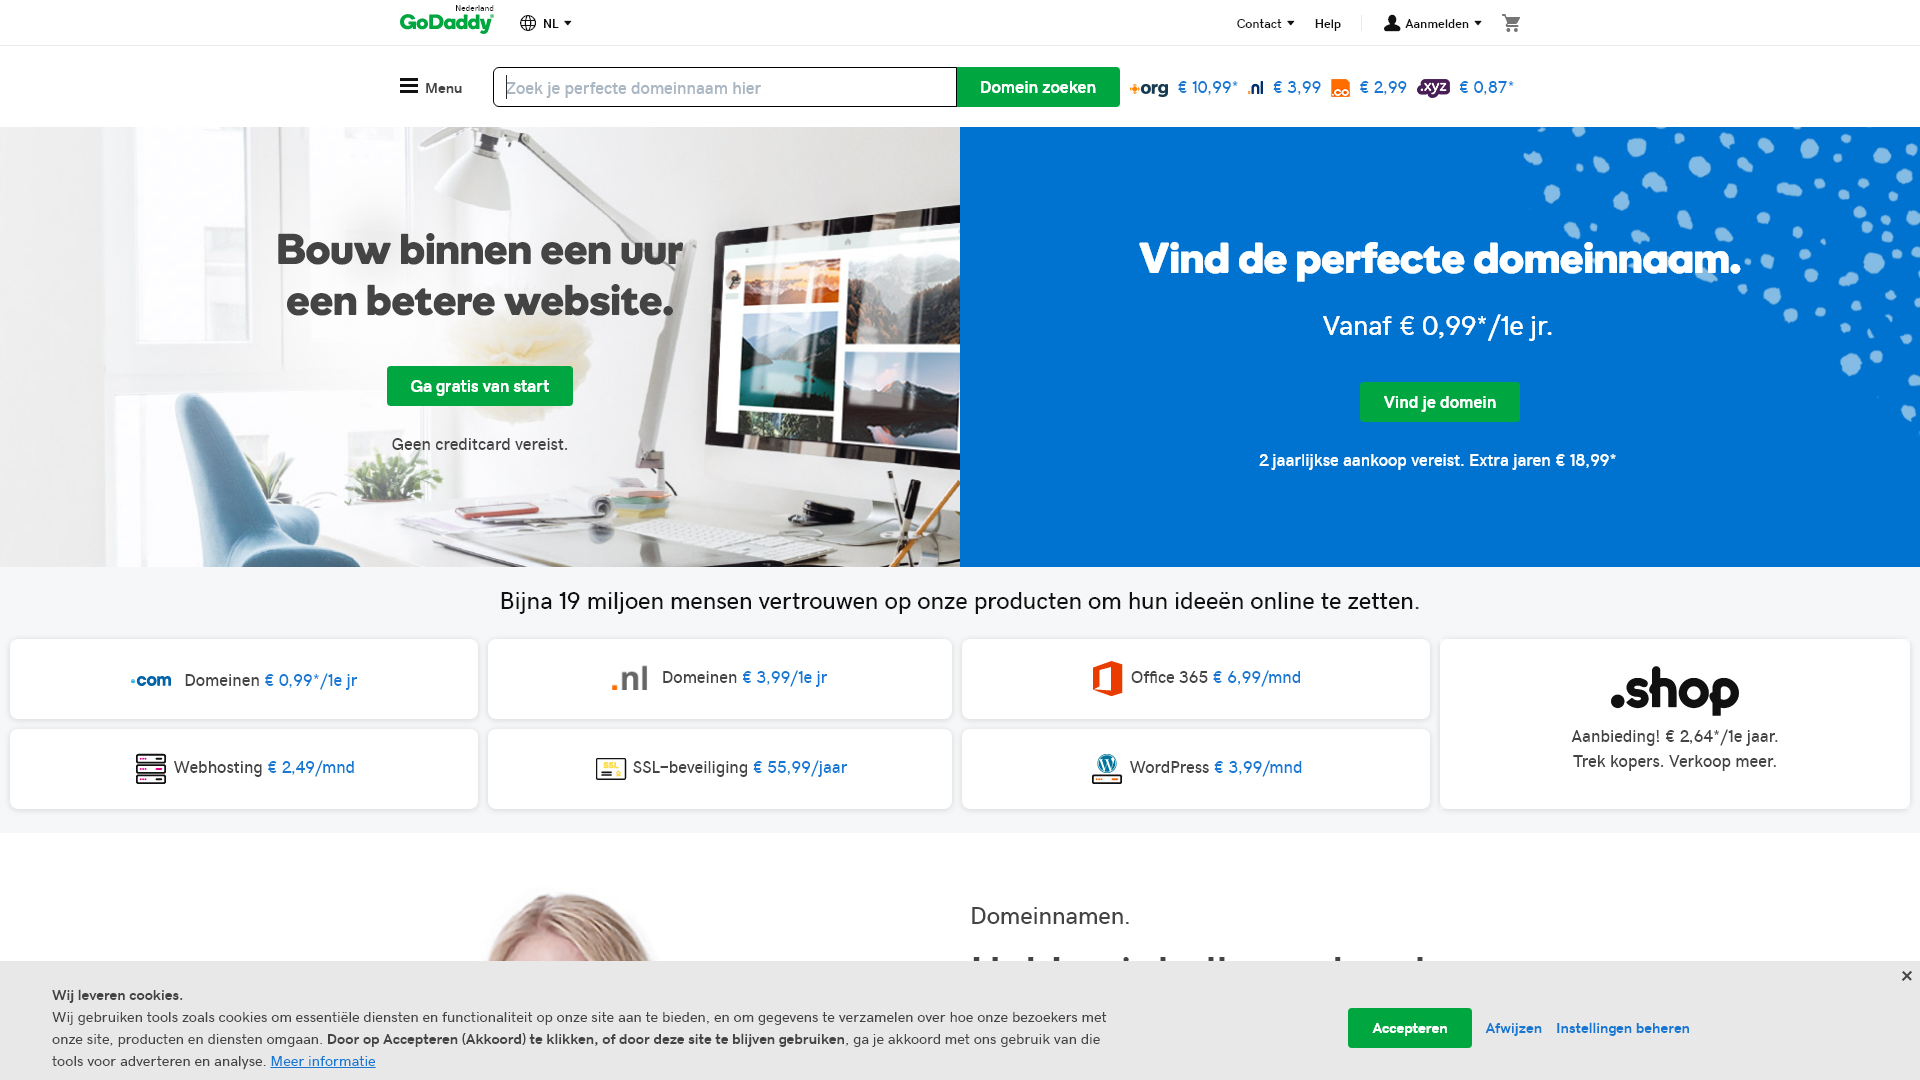 Nederland
GoDaddy
NL
Contact
Help
Aanmelden
Menu
Zoek je perfecte domeinnaam hier
Domein zoeken
org € 10,99*
.nl € 3,99
.co € 2,99
.xyz € 0,87*
Bouw binnen een uur
een betere website.
Ga gratis van start
Geen creditcard vereist.
Vind de perfecte domeinnaam.
Vanaf € 0,99*/1e jr.
Vind je domein
2 jaarlijkse aankoop vereist. Extra jaren € 18,99*
Bijna 19 miljoen mensen vertrouwen op onze producten om hun ideeën online te zetten.
.com Domeinen € 0,99*/1e jr
.nl Domeinen € 3,99/1e jr
Office 365 € 6,99/mnd
.shop
Aanbieding! € 2,64*/1e jaar.
Trek kopers. Verkoop meer.
Webhosting € 2,49/mnd
SSL SSL-beveiliging € 55,99/jaar
WordPress € 3,99/mnd
Domeinnamen.
Wij leveren cookies.
Wij gebruiken tools zoals cookies om essentiële diensten en functionaliteit op onze site aan te bieden, en om gegevens te verzamelen over hoe onze bezoekers met
onze site, producten en diensten omgaan. Door op Accepteren (Akkoord) te klikken, of door deze site te blijven gebruiken, ga je akkoord met ons gebruik van die
tools voor adverteren en analyse. Meer informatie
Accepteren
Afwijzen
Instellingen beheren